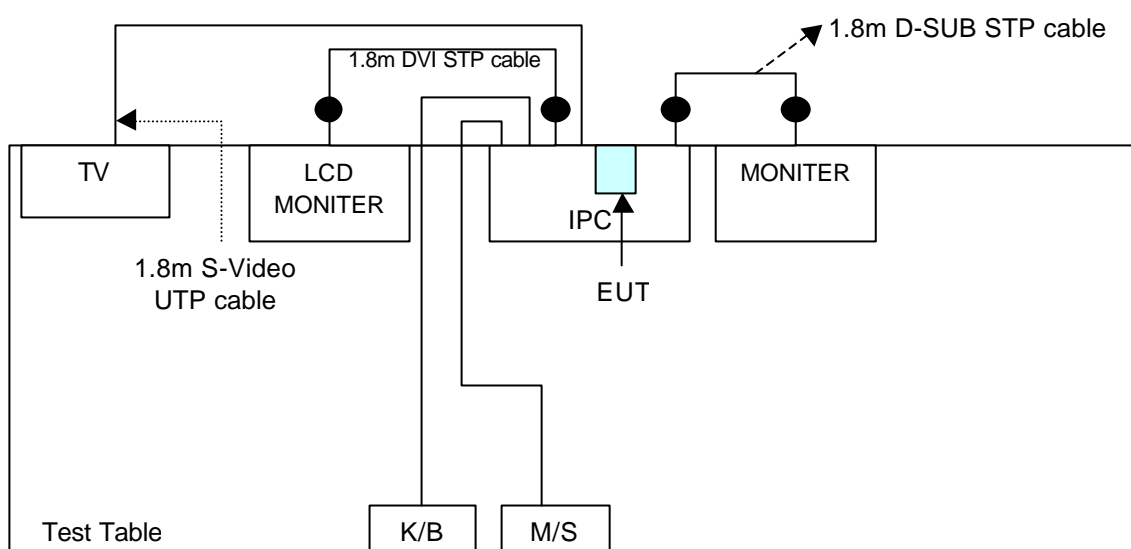 1.8m D-SUB STP cable
1.8m DVI STP cable
TV
LCD
MONITER
IPC
MONITER
EUT
1.8m S-Video
UTP cable
Test Table
K/B
M/S